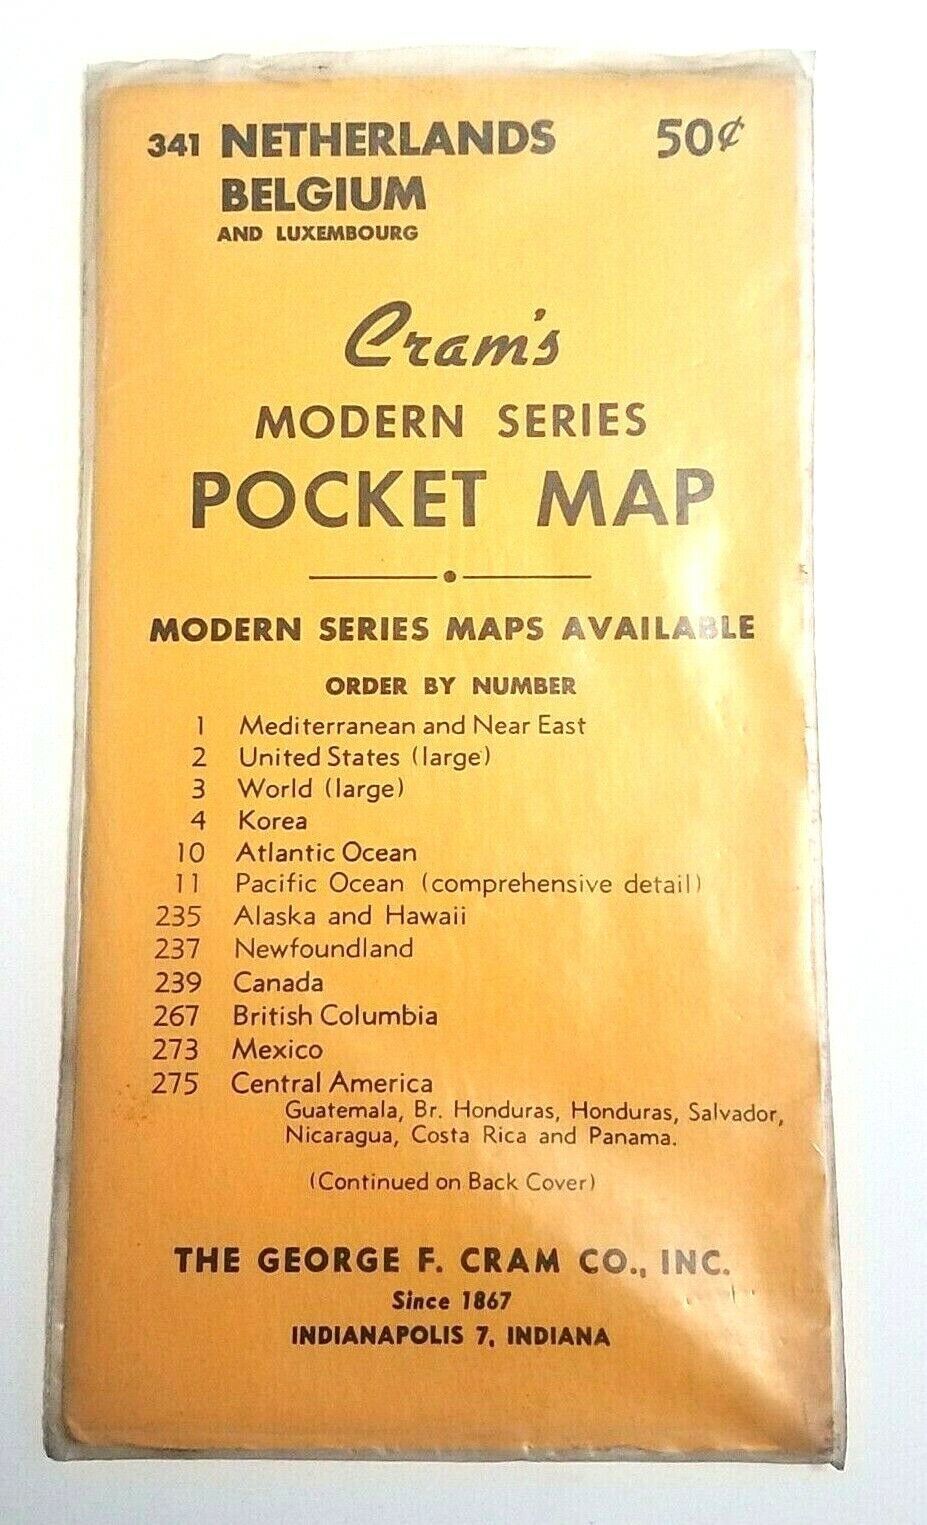 341 NETHERLANDS 50¢
BELGIUM
AND LUXEMBOURG
Cram's
MODERN SERIES
POCKET MAP
MODERN SERIES MAPS AVAILABLE
ORDER BY NUMBER
1 Mediterranean and Near East
2 United States (large)
3 World (large)
4 Korea
10 Atlantic Ocean
11 Pacific Ocean (comprehensive detail)
235 Alaska and Hawaii
237 Newfoundland
239 Canada
267 British Columbia
273 Mexico
275 Central America
Guatemala, Br. Honduras, Honduras, Salvador,
Nicaragua, Costa Rica and Panama.
(Continued on Back Cover)
THE GEORGE F. CRAM CO., INC.
Since 1867
INDIANAPOLIS 7, INDIANA